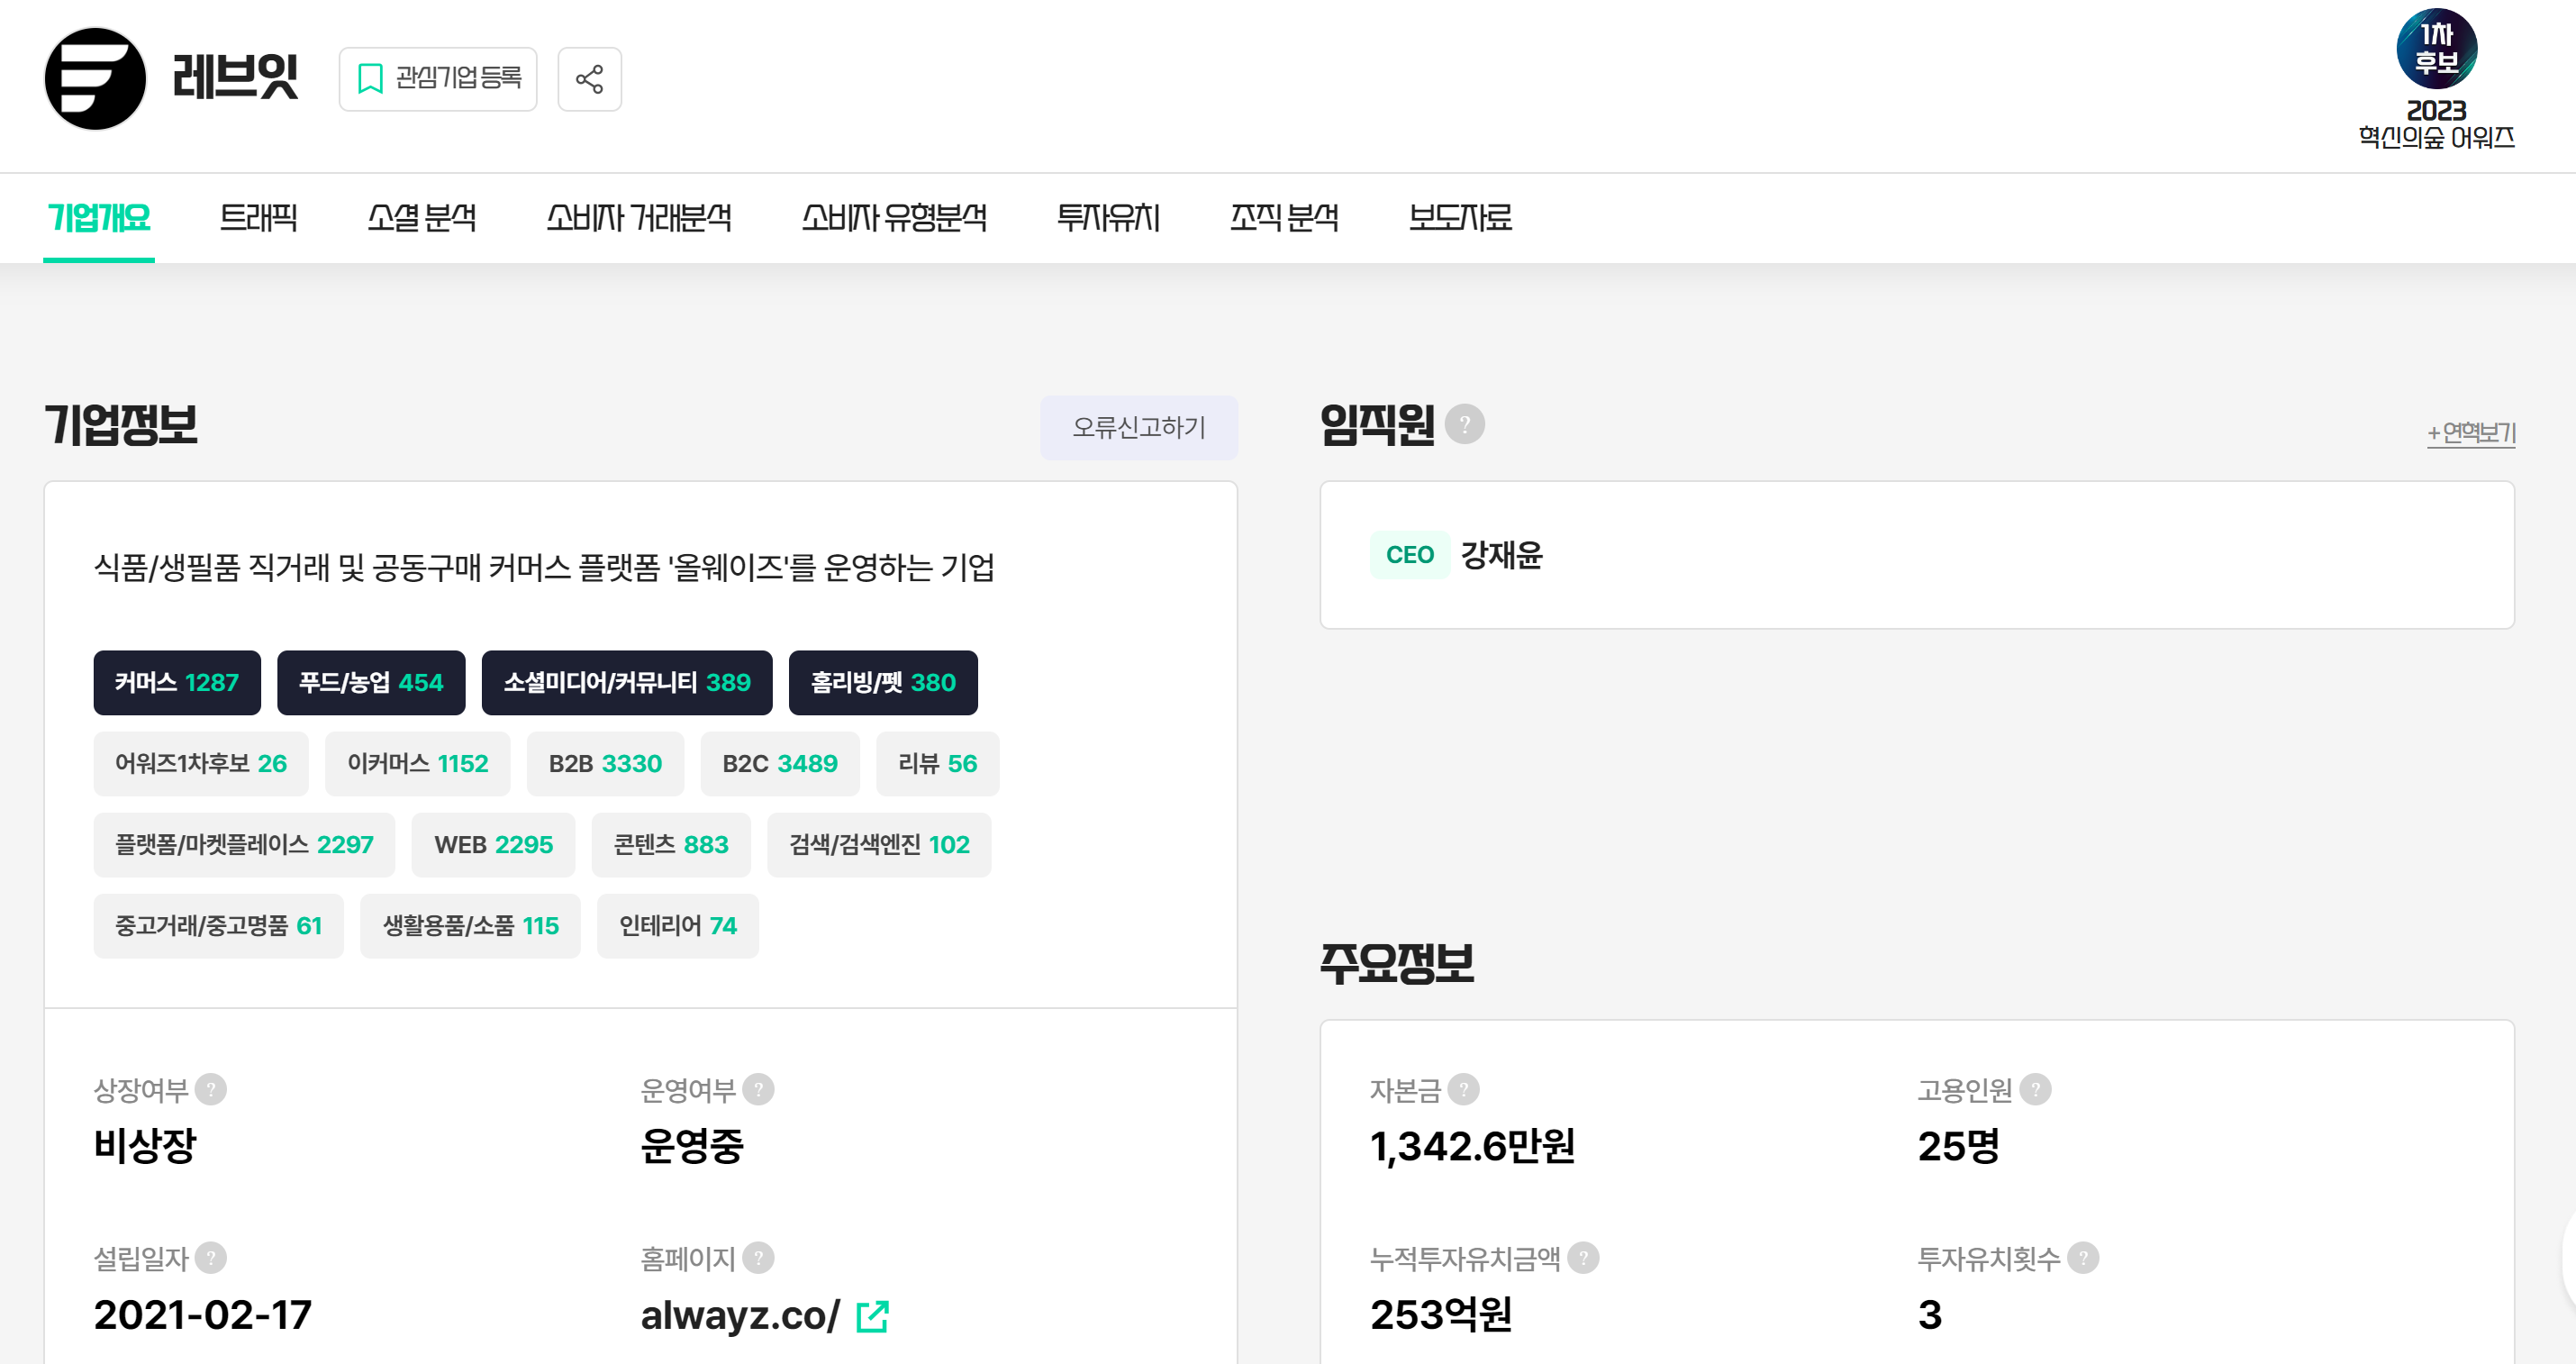 레브잇
관심기업 등록
1차
후보
2023
혁신의숲 어워즈
기업개요 트래픽 소셜 분석 소비자 거래분석 소비자 유형분석 투자유치 조직 분석 보도자료
기업정보
오류신고하기
식품/생필품 직거래 및 공동구매 커머스 플랫폼 '올웨이즈'를 운영하는 기업
커머스 1287 푸드/농업 454 소셜미디어/커뮤니티 389 홈리빙/펫 380
어워즈1차후보 26 이커머스 1152 B2B 3330 B2C 3489 리뷰 56
플랫폼/마켓플레이스 2297 WEB 2295 콘텐츠 883 검색/검색엔진 102
중고거래/중고명품 61 생활용품/소품 115 인테리어 74
상장여부 ? 운영여부 ?
비상장 운영중
설립일자 ? 홈페이지 ?
2021-02-17 alwayz.co/
임직원 ?
+ 연혁보기
CEO 강재윤
주요정보
자본금 ? 고용인원 ?
1,342.6만원 25명
누적투자유치금액 ? 투자유치횟수 ?
253억원 3